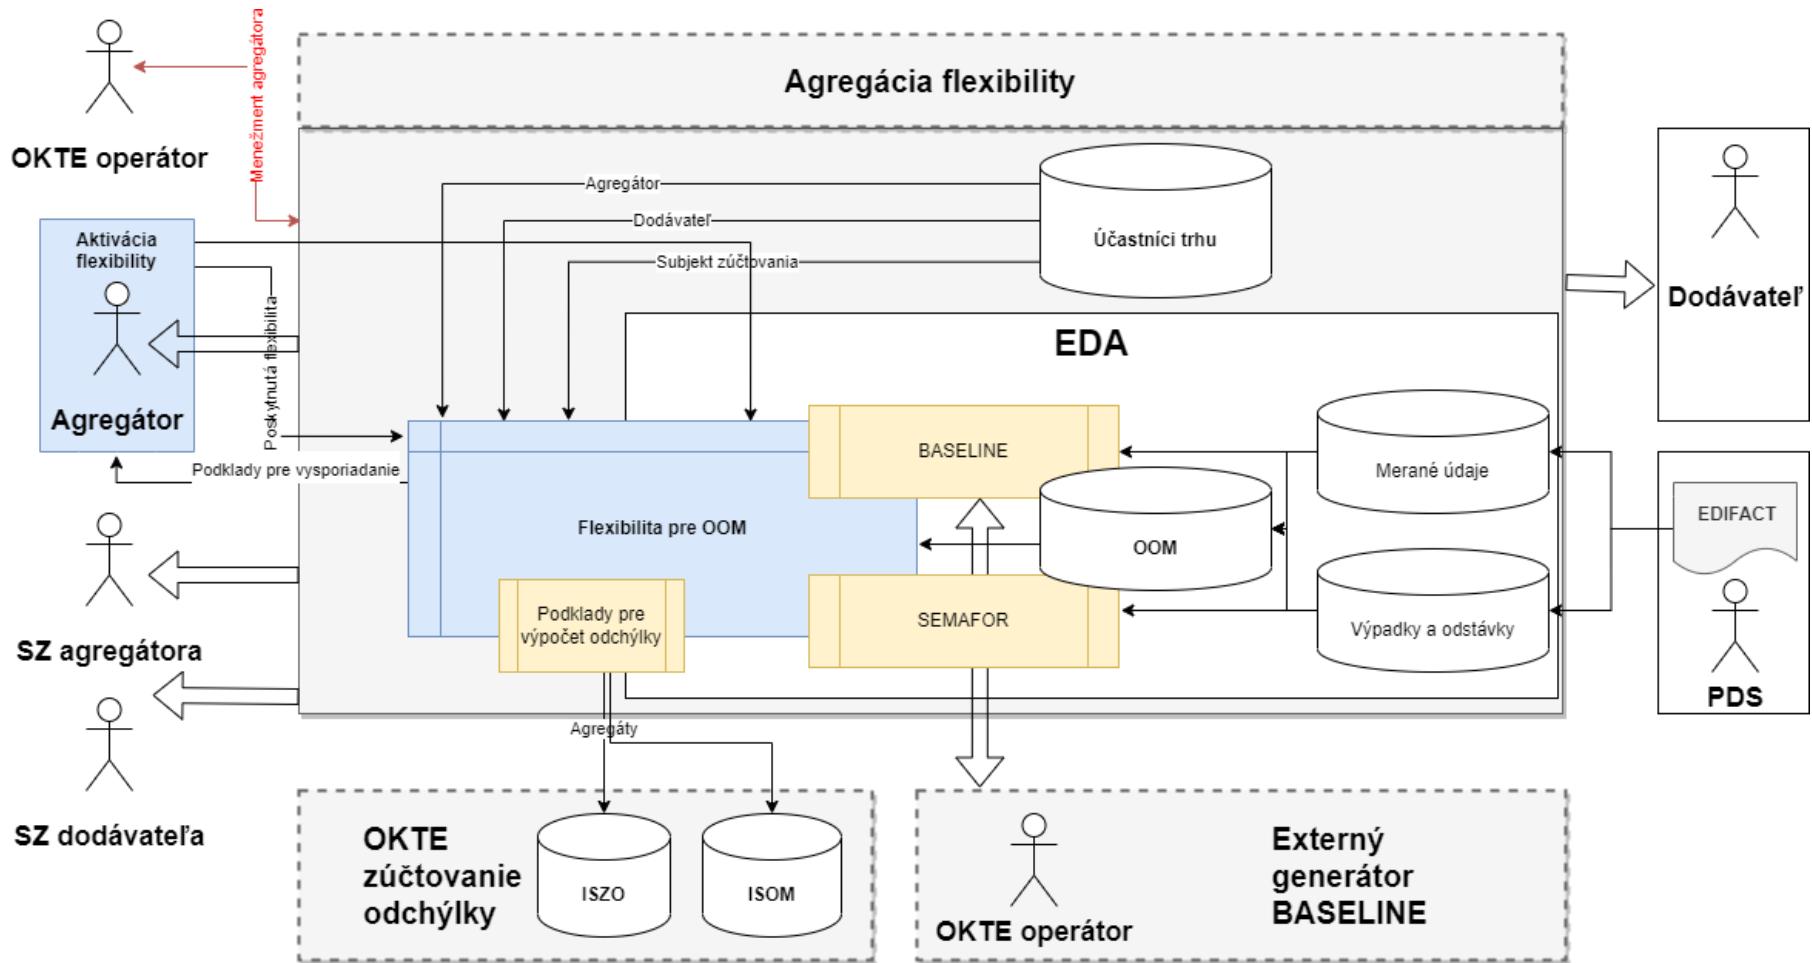 Agregácia flexibility
Menežment agregátora
OKTE operátor
Agregátor
Dodávateľ
Subjekt zúčtovania
Účastníci trhu
Dodávateľ
Aktivácia
flexibility
Agregátor
Poskytnutá flexibilita
Podklady pre vysporiadanie
EDA
BASELINE
Merané údaje
Flexibilita pre OOM
OOM
EDIFACT
Podklady pre
výpočet odchýlky
SEMAFOR
Výpadky a odstávky
PDS
SZ agregátora
SZ dodávateľa
Agregáty
OKTE
zúčtovanie
odchýlky
ISZO
ISOM
OKTE operátor
Externý
generátor
BASELINE